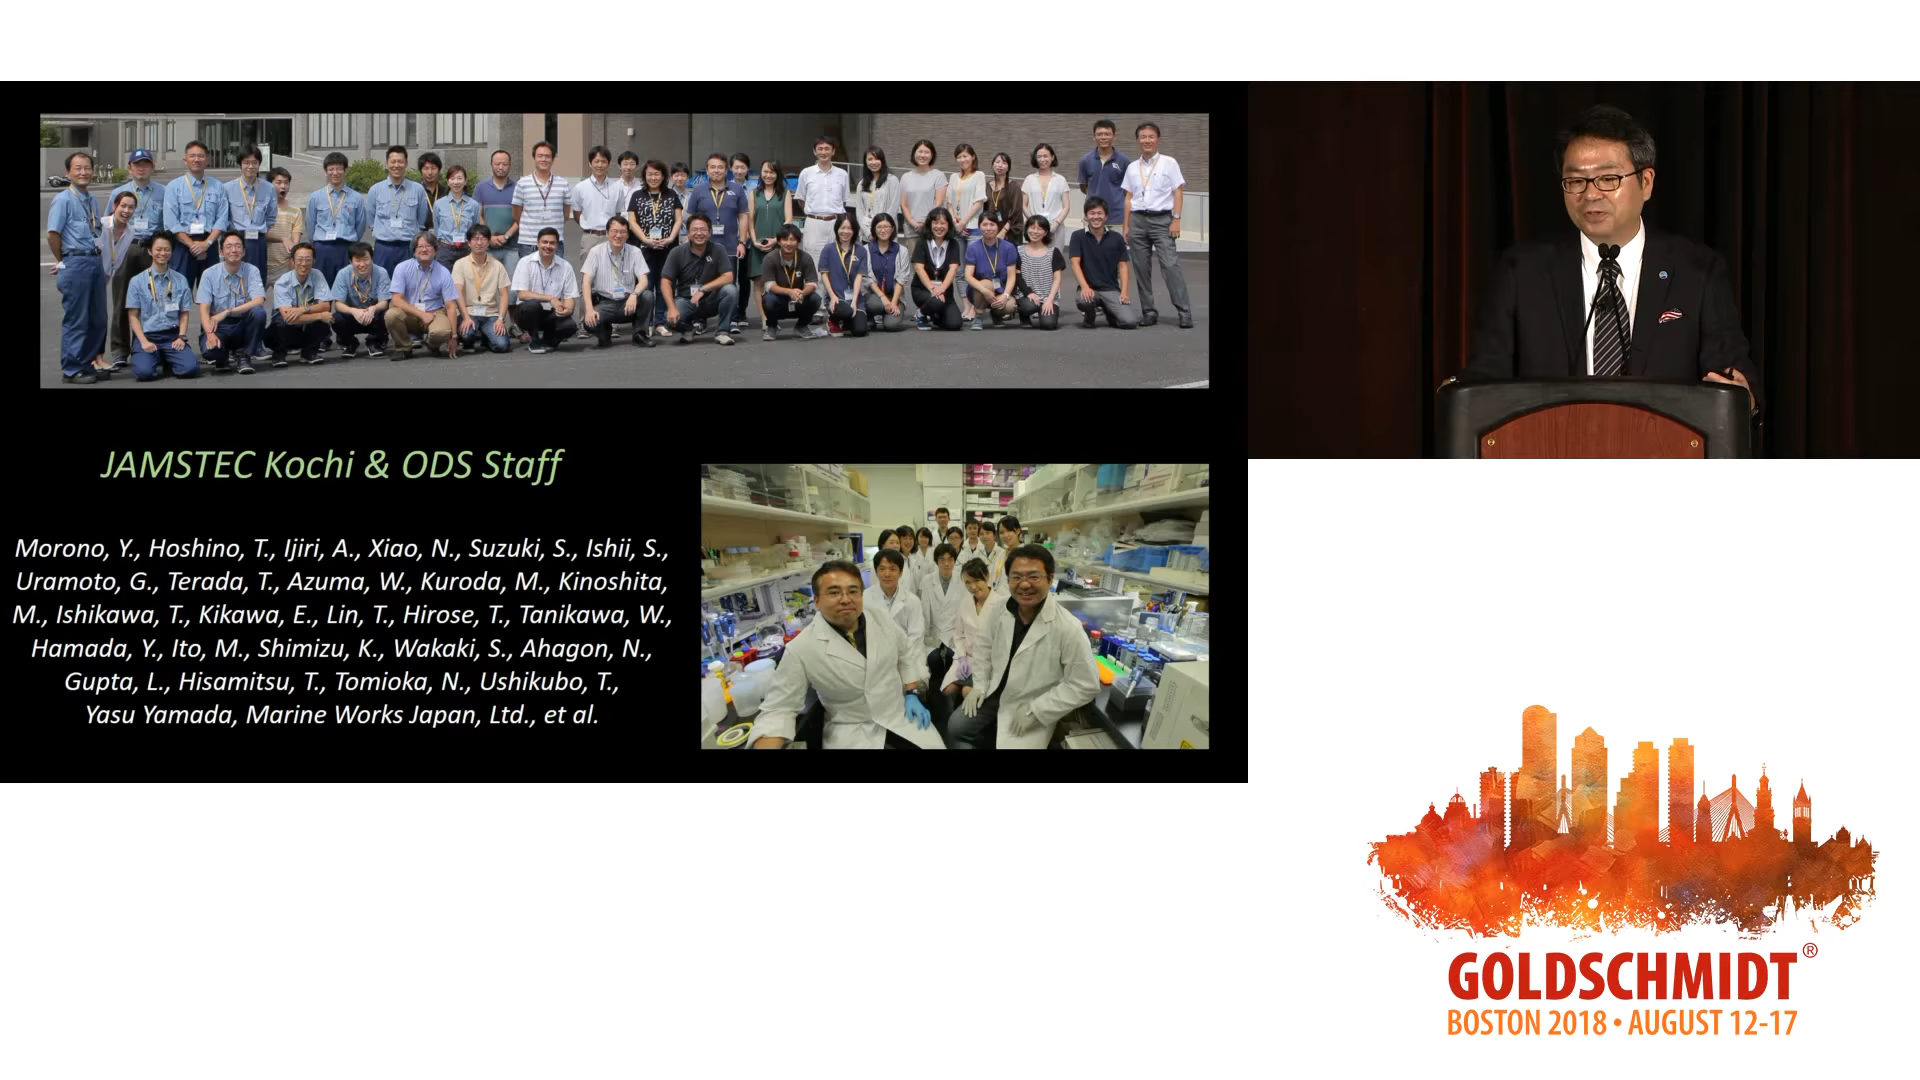 JAMSTEC Kochi & ODS Staff
Morono, Y., Hoshino, T., Ijiri, A., Xiao, N., Suzuki, S., Ishii, S.,
Uramoto, G., Terada, T., Azuma, W., Kuroda, M., Kinoshita,
M., Ishikawa, T., Kikawa, E., Lin, T., Hirose, T., Tanikawa, W.,
Hamada, Y., Ito, M., Shimizu, K., Wakaki, S., Ahagon, N.,
Gupta, L., Hisamitsu, T., Tomioka, N., Ushikubo, T.,
Yasu Yamada, Marine Works Japan, Ltd., et al.
GOLDSCHMIDT®
BOSTON 2018 • AUGUST 12-17